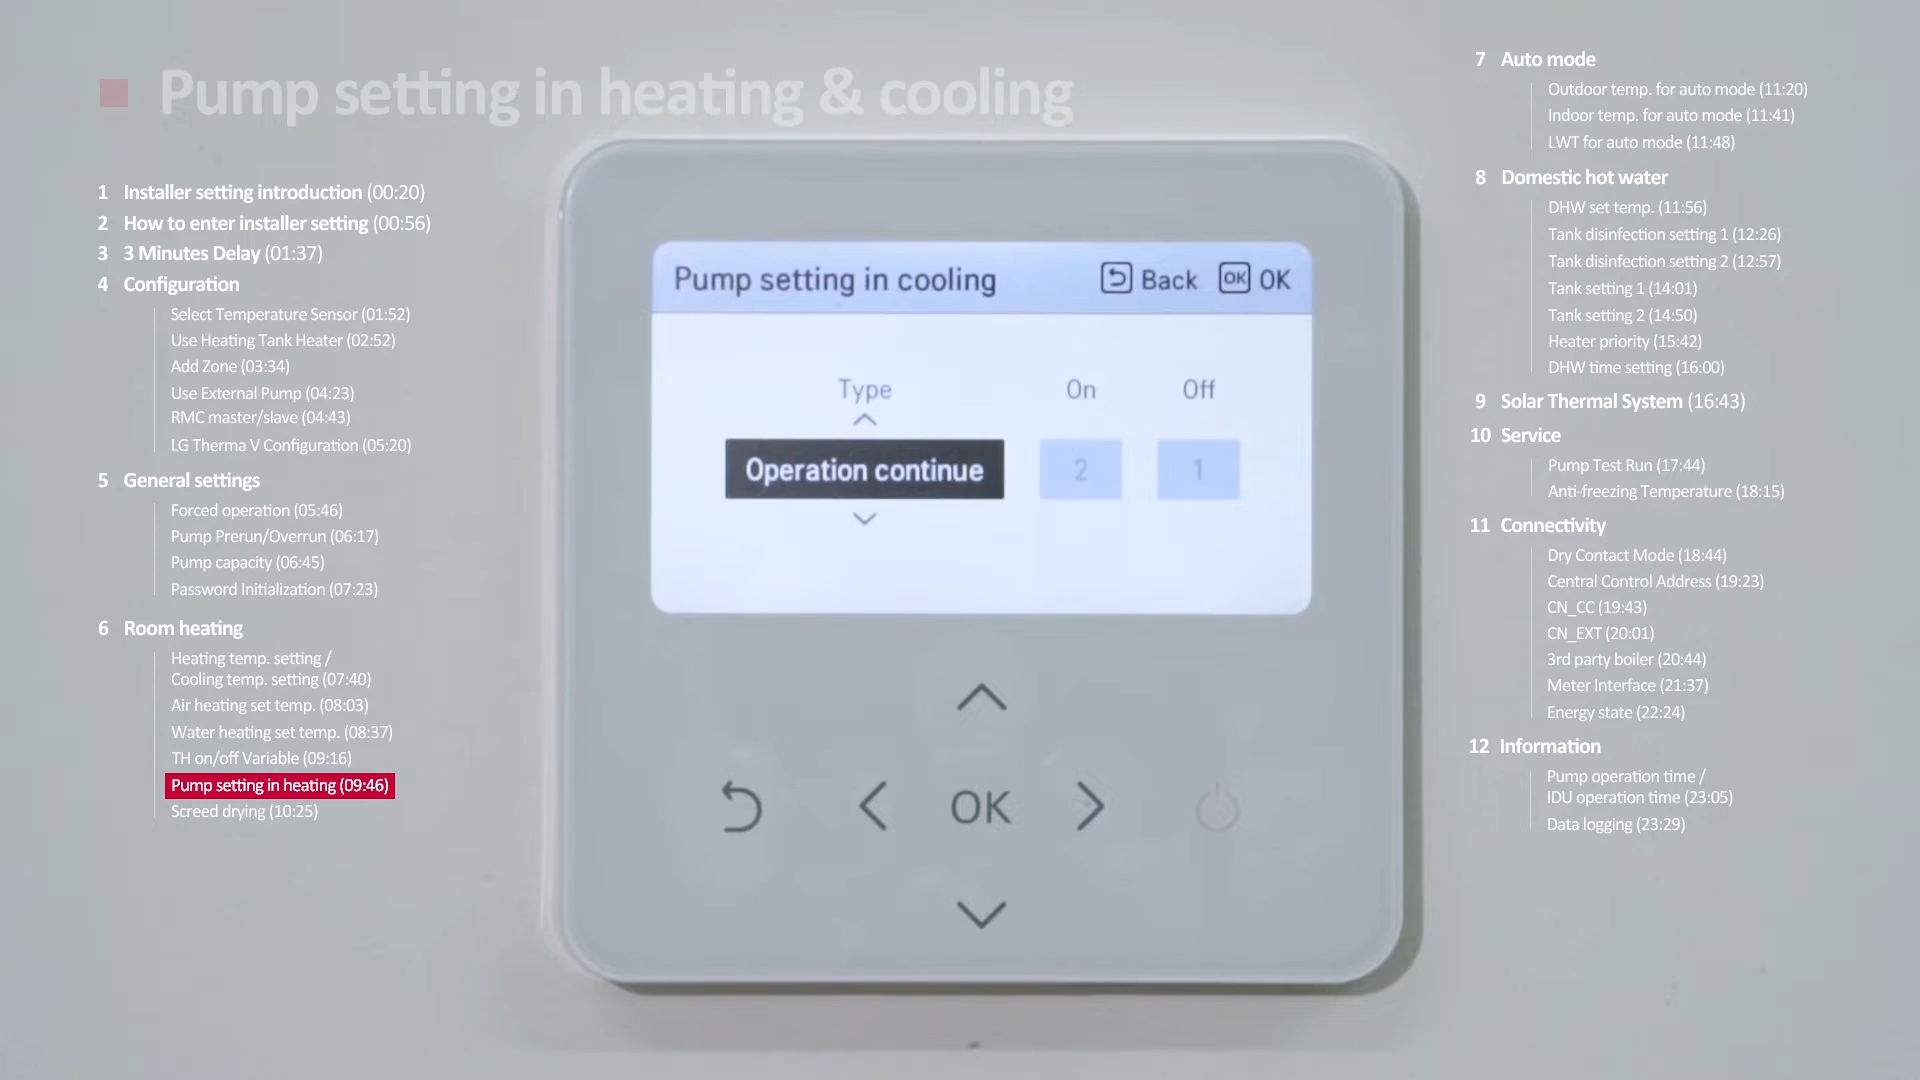 Pump setting in heating & cooling
1 Installer setting introduction (00:20)
2 How to enter installer setting (00:56)
3 3 Minutes Delay (01:37)
4 Configuration
Select Temperature Sensor (01:52)
Use Heating Tank Heater (02:52)
Add Zone (03:34)
Use External Pump (04:23)
RMC master/slave (04:43)
LG Therma V Configuration (05:20)
5 General settings
Forced operation (05:46)
Pump Prerun/Overrun (06:17)
Pump capacity (06:45)
Password Initialization (07:23)
6 Room heating
Heating temp. setting /
Cooling temp. setting (07:40)
Air heating set temp. (08:03)
Water heating set temp. (08:37)
TH on/off Variable (09:16)
Pump setting in heating (09:46)
Screed drying (10:25)
Pump setting in cooling Back OK OK
Type On Off
Operation continue 2 1
OK
7 Auto mode
Outdoor temp. for auto mode (11:20)
Indoor temp. for auto mode (11:41)
LWT for auto mode (11:48)
8 Domestic hot water
DHW set temp. (11:56)
Tank disinfection setting 1 (12:26)
Tank disinfection setting 2 (12:57)
Tank setting 1 (14:01)
Tank setting 2 (14:50)
Heater priority (15:42)
DHW time setting (16:00)
9 Solar Thermal System (16:43)
10 Service
Pump Test Run (17:44)
Anti-freezing Temperature (18:15)
11 Connectivity
Dry Contact Mode (18:44)
Central Control Address (19:23)
CN_CC (19:43)
CN_EXT (20:01)
3rd party boiler (20:44)
Meter Interface (21:37)
Energy state (22:24)
12 Information
Pump operation time /
IDU operation time (23:05)
Data logging (23:29)